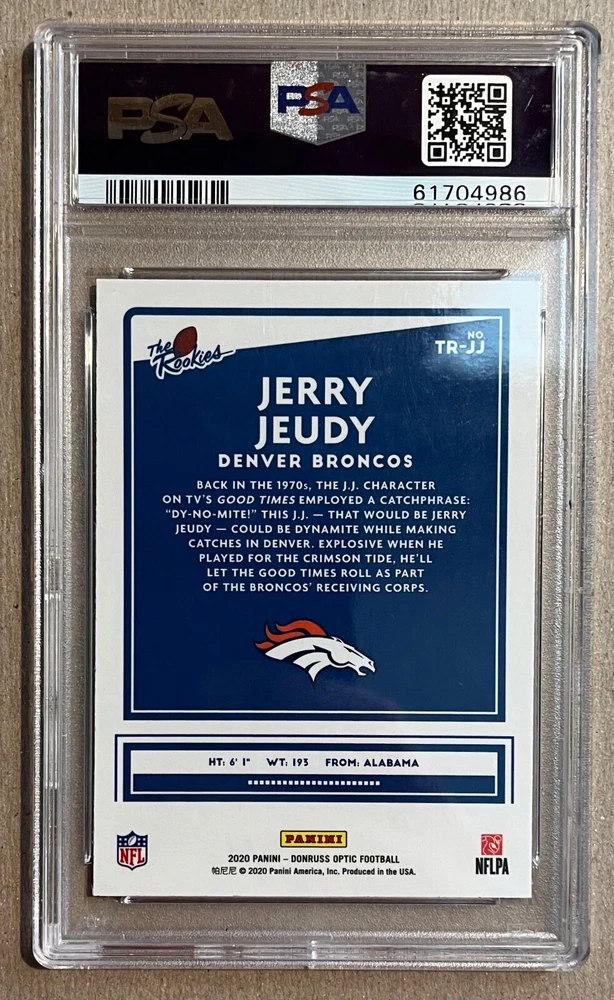 PSA
PSA
61704986
The Rookies
NO.
TR-JJ
JERRY
JEUDY
DENVER BRONCOS
BACK IN THE 1970s, THE J.J. CHARACTER
ON TV'S GOOD TIMES EMPLOYED A CATCHPHRASE:
"DY-NO-MITE!" THIS J.J. — THAT WOULD BE JERRY
JEUDY — COULD BE DYNAMITE WHILE MAKING
CATCHES IN DENVER. EXPLOSIVE WHEN HE
PLAYED FOR THE CRIMSON TIDE, HE'LL
LET THE GOOD TIMES ROLL AS PART
OF THE BRONCOS' RECEIVING CORPS.
HT: 6' 1" WT: 193 FROM: ALABAMA
NFL
PANINI
NFLPA
2020 PANINI – DONRUSS OPTIC FOOTBALL
帕尼尼 © 2020 Panini America, Inc. Produced in the USA.